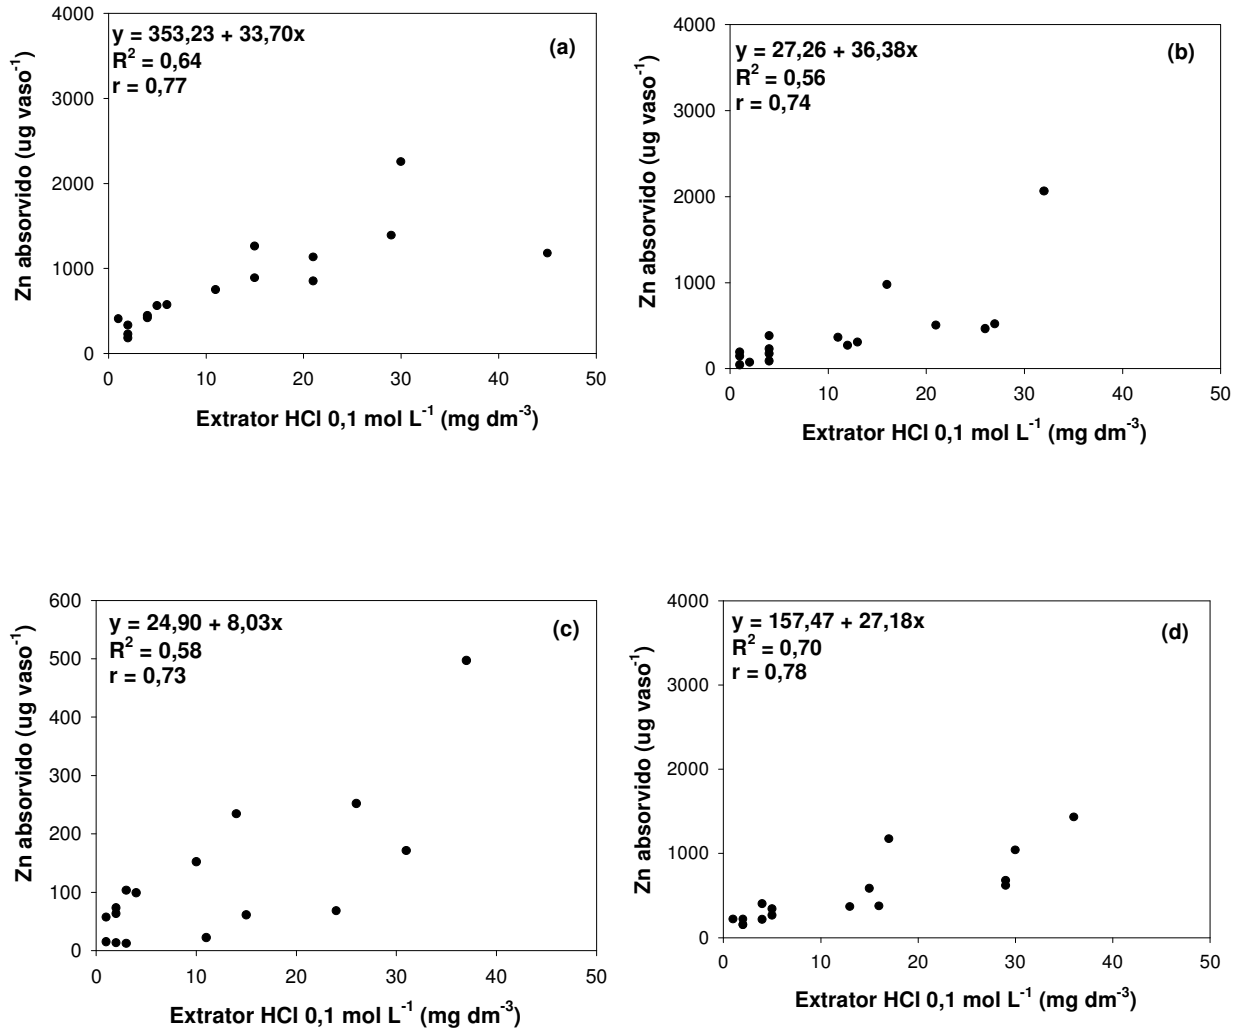 y = 353,23 + 33,70x
R² = 0,64
r = 0,77
(a)
4000
3000
2000
1000
0
0 10 20 30 40 50
Zn absorvido (ug vaso⁻¹)
Extrator HCl 0,1 mol L⁻¹ (mg dm⁻³)
y = 27,26 + 36,38x
R² = 0,56
r = 0,74
(b)
4000
3000
2000
1000
0
0 10 20 30 40 50
Zn absorvido (ug vaso⁻¹)
Extrator HCl 0,1 mol L⁻¹ (mg dm⁻³)
y = 24,90 + 8,03x
R² = 0,58
r = 0,73
(c)
600
500
400
300
200
100
0
0 10 20 30 40 50
Zn absorvido (ug vaso⁻¹)
Extrator HCl 0,1 mol L⁻¹ (mg dm⁻³)
y = 157,47 + 27,18x
R² = 0,70
r = 0,78
(d)
4000
3000
2000
1000
0
0 10 20 30 40 50
Zn absorvido (ug vaso⁻¹)
Extrator HCl 0,1 mol L⁻¹ (mg dm⁻³)